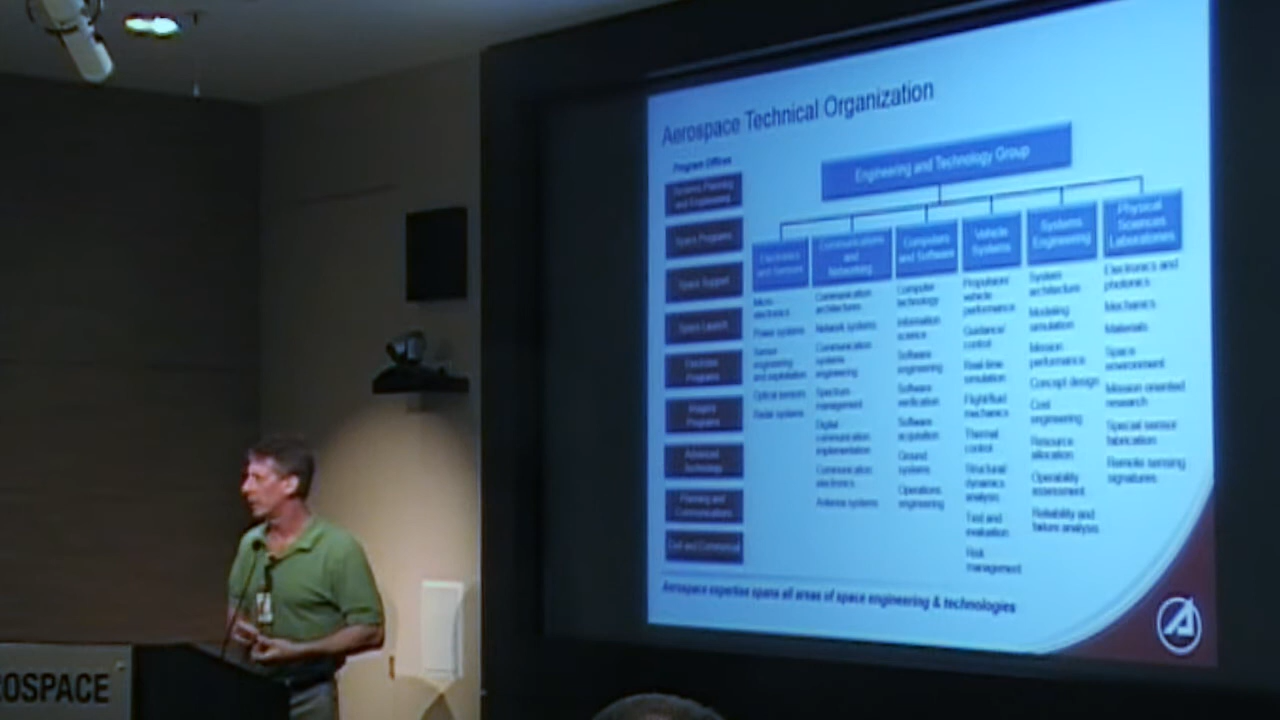 Aerospace Technical Organization
Program Offices
Systems Planning
and Engineering
Space Programs
Space Support
Space Launch
Programs
Projects
Programs
Advanced
Technology
Planning and
Communications
Civil and Commercial
Engineering and Technology Group
Electronics
and Sensors
Micro-
electronics
Power systems
Sensor
engineering
and exploitation
Optical sensors
Radar systems
Communications
and
Networking
Communication
architectures
Network systems
Communication
systems
engineering
Spectrum
management
Digital
communication
implementation
Communication
electronics
Antenna systems
Computers
and Software
Computer
technology
Information
science
Software
engineering
Software
verification
Software
acquisition
Ground
systems
Operations
engineering
Vehicle
Systems
Propulsion/
vehicle
performance
Guidance/
control
Real-time
simulation
Flight/fluid
mechanics
Thermal
control
Structural
dynamics
analysis
Test and
evaluation
Risk
management
Systems
Engineering
System
architecture
Modeling
simulation
Mission
performance
Concept design
Cost
engineering
Resource
allocation
Operability
assessment
Reliability and
failure analysis
Physical
Sciences
Laboratories
Electronics and
photonics
Mechanics
Materials
Space
environment
Mission oriented
research
Special sensor
fabrication
Remote sensing
signatures
Aerospace expertise spans all areas of space engineering & technologies
OSPACE